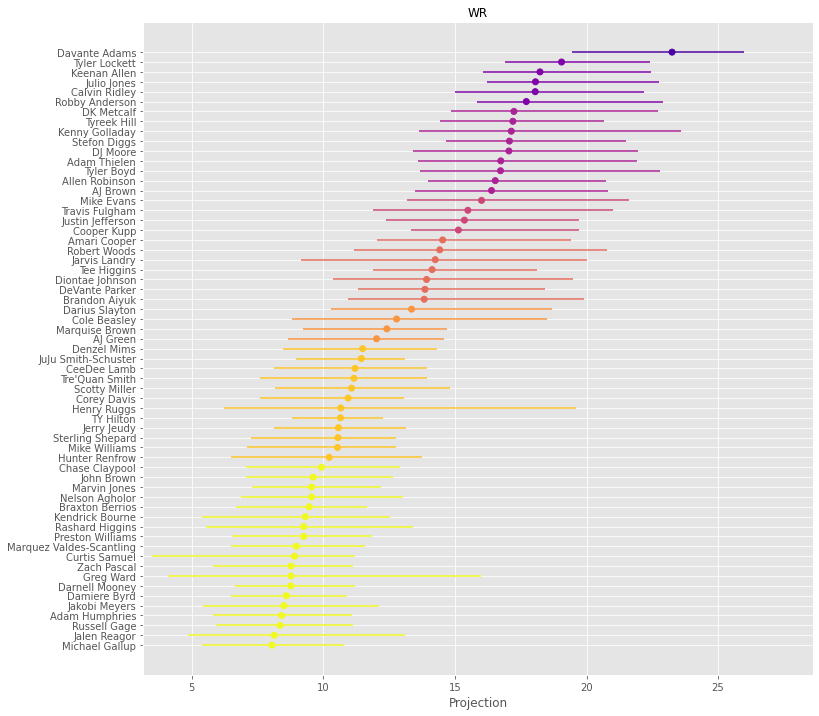 WR
Davante Adams
Tyler Lockett
Keenan Allen
Julio Jones
Calvin Ridley
Robby Anderson
DK Metcalf
Tyreek Hill
Kenny Golladay
Stefon Diggs
DJ Moore
Adam Thielen
Tyler Boyd
Allen Robinson
AJ Brown
Mike Evans
Travis Fulgham
Justin Jefferson
Cooper Kupp
Amari Cooper
Robert Woods
Jarvis Landry
Tee Higgins
Diontae Johnson
DeVante Parker
Brandon Aiyuk
Darius Slayton
Cole Beasley
Marquise Brown
AJ Green
Denzel Mims
JuJu Smith-Schuster
CeeDee Lamb
Tre'Quan Smith
Scotty Miller
Corey Davis
Henry Ruggs
TY Hilton
Jerry Jeudy
Sterling Shepard
Mike Williams
Hunter Renfrow
Chase Claypool
John Brown
Marvin Jones
Nelson Agholor
Braxton Berrios
Kendrick Bourne
Rashard Higgins
Preston Williams
Marquez Valdes-Scantling
Curtis Samuel
Zach Pascal
Greg Ward
Darnell Mooney
Damiere Byrd
Jakobi Meyers
Adam Humphries
Russell Gage
Jalen Reagor
Michael Gallup
5 10 15 20 25
Projection